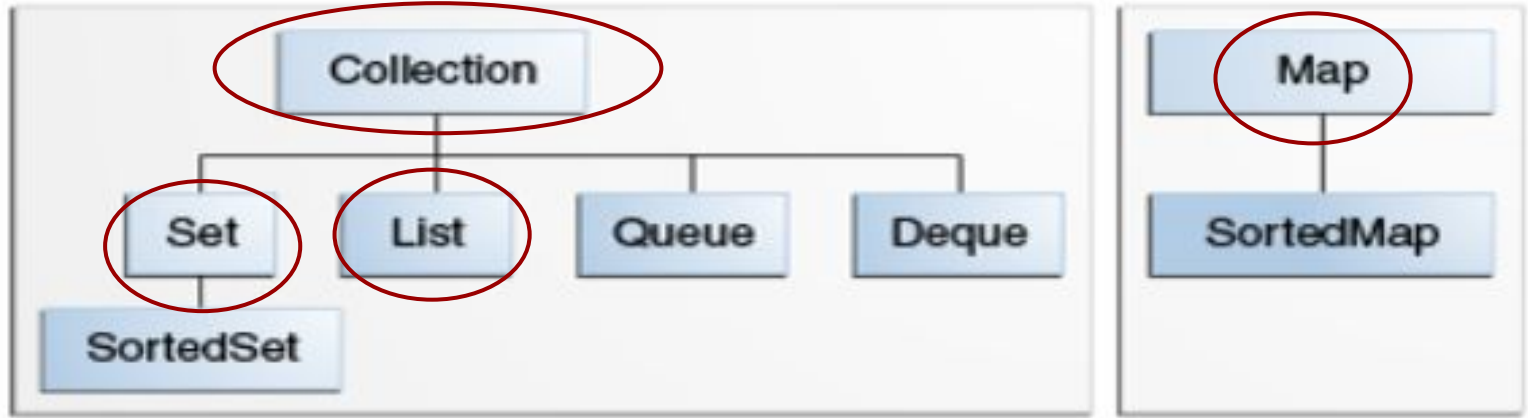 Collection
Map
Set
List
Queue
Deque
SortedMap
SortedSet